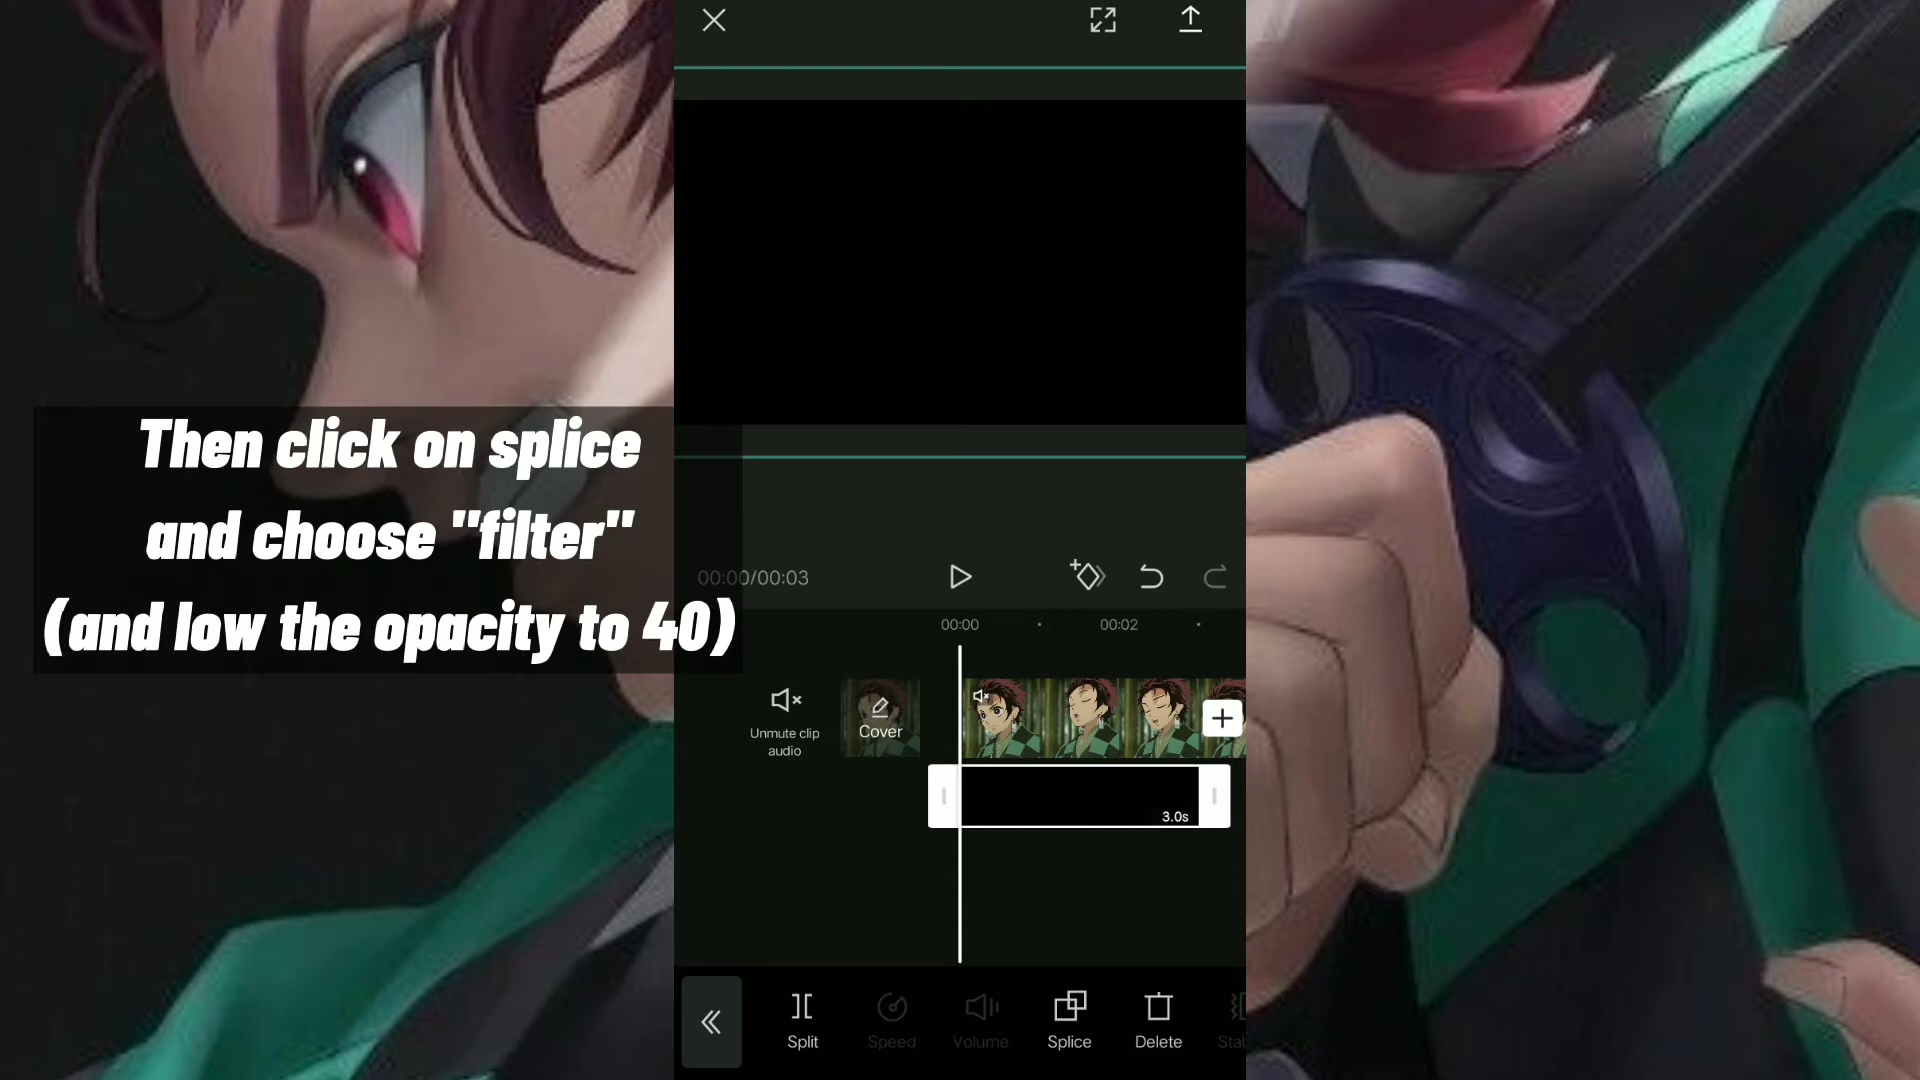 Then click on splice
and choose "filter"
(and low the opacity to 40)
00:00/00:03
00:00
00:02
Unmute clip
audio
Cover
3.0s
Split
Speed
Volume
Splice
Delete